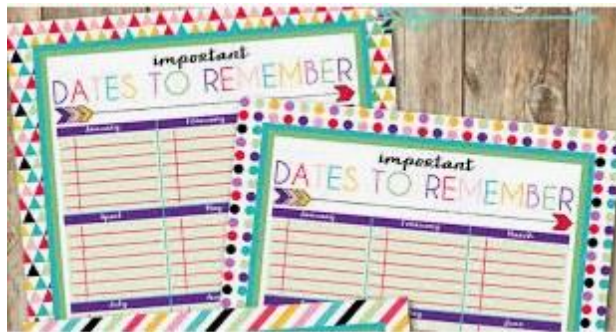 important
DATES TO REMEMBER
January February
April May
July
important
DATES TO REMEMBER
January February March
June